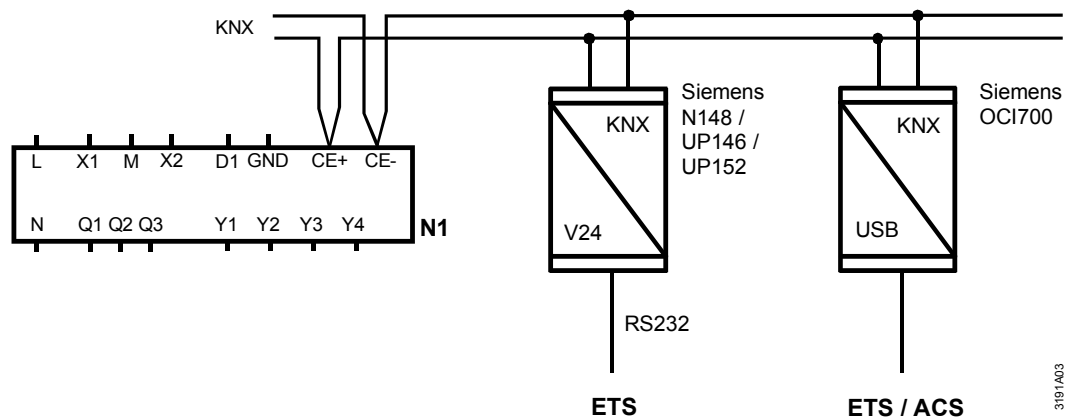 KNX
L X1 M X2 D1 GND CE+ CE-
N Q1 Q2 Q3 Y1 Y2 Y3 Y4
N1
KNX
V24
Siemens
N148 /
UP146 /
UP152
RS232
ETS
KNX
USB
Siemens
OCI700
ETS / ACS
3191A03